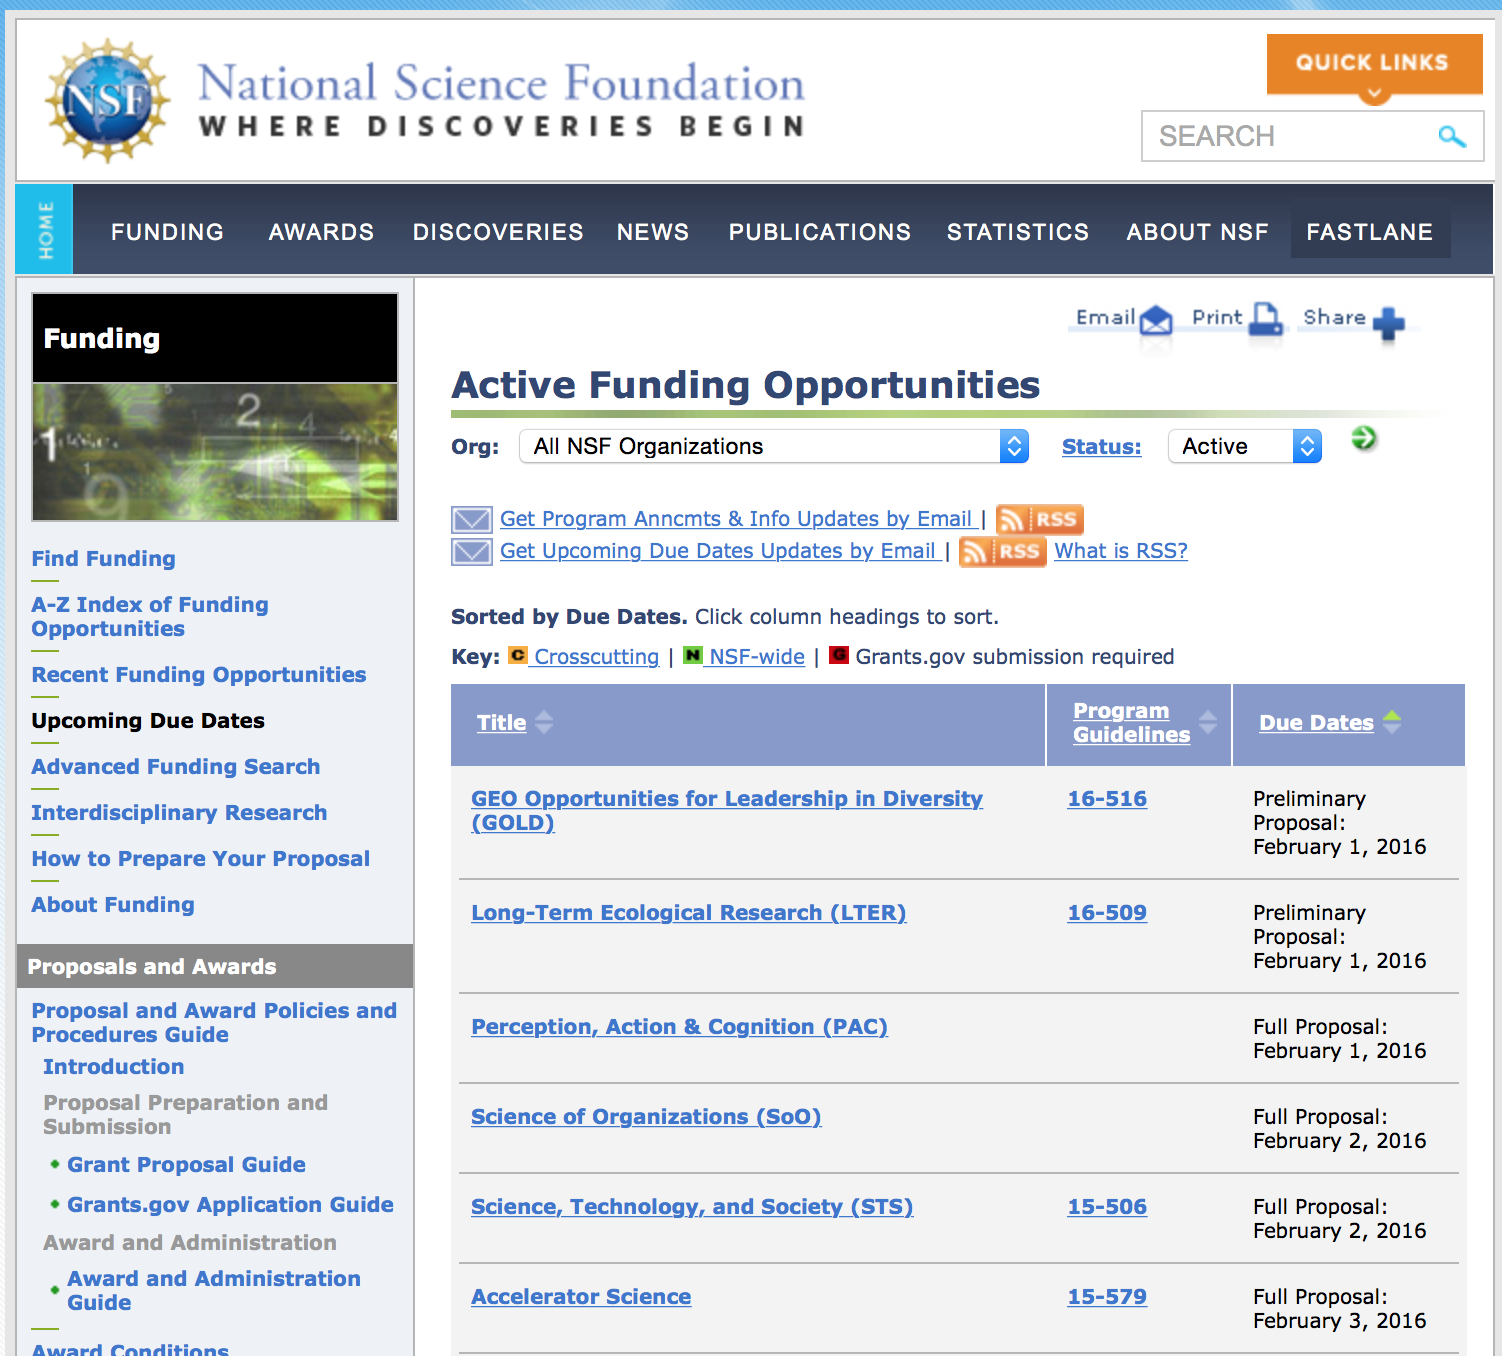 NSF
National Science Foundation
WHERE DISCOVERIES BEGIN
QUICK LINKS
SEARCH
HOME
FUNDING AWARDS DISCOVERIES NEWS PUBLICATIONS STATISTICS ABOUT NSF FASTLANE
Funding
1 2 4 4
1 9
Find Funding
A-Z Index of Funding
Opportunities
Recent Funding Opportunities
Upcoming Due Dates
Advanced Funding Search
Interdisciplinary Research
How to Prepare Your Proposal
About Funding
Proposals and Awards
Proposal and Award Policies and
Procedures Guide
Introduction
Proposal Preparation and
Submission
Grant Proposal Guide
Grants.gov Application Guide
Award and Administration
Award and Administration
Guide
Award Conditions
Email Print Share
Active Funding Opportunities
Org: All NSF Organizations Status: Active
Get Program Anncmts & Info Updates by Email | RSS
Get Upcoming Due Dates Updates by Email | RSS What is RSS?
Sorted by Due Dates. Click column headings to sort.
Key: C Crosscutting | N NSF-wide | G Grants.gov submission required
Title
Program
Guidelines
Due Dates
GEO Opportunities for Leadership in Diversity
(GOLD)
16-516
Preliminary
Proposal:
February 1, 2016
Long-Term Ecological Research (LTER)
16-509
Preliminary
Proposal:
February 1, 2016
Perception, Action & Cognition (PAC)
Full Proposal:
February 1, 2016
Science of Organizations (SoO)
Full Proposal:
February 2, 2016
Science, Technology, and Society (STS)
15-506
Full Proposal:
February 2, 2016
Accelerator Science
15-579
Full Proposal:
February 3, 2016